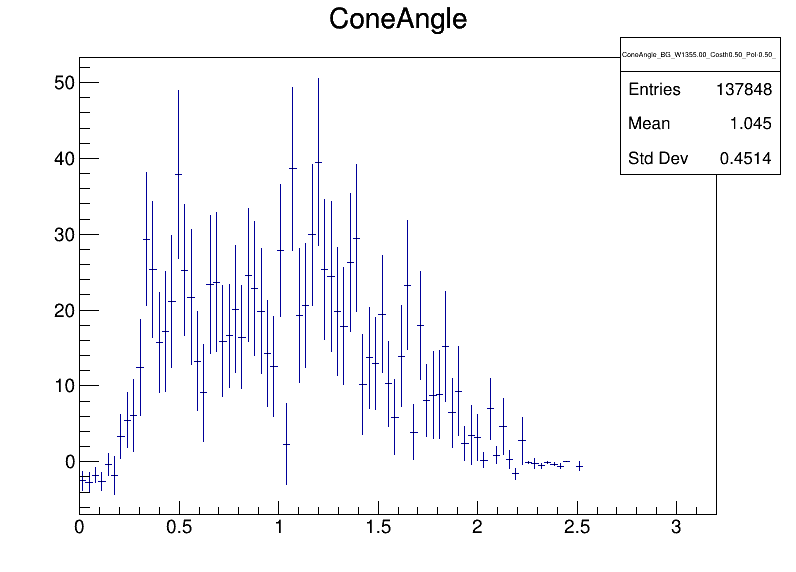 ConeAngle
ConeAngle_BG_W1355.00_Costh0.50_Pol-0.50_
Entries 137848
Mean 1.045
Std Dev 0.4514
50
40
30
20
10
0
0 0.5 1 1.5 2 2.5 3